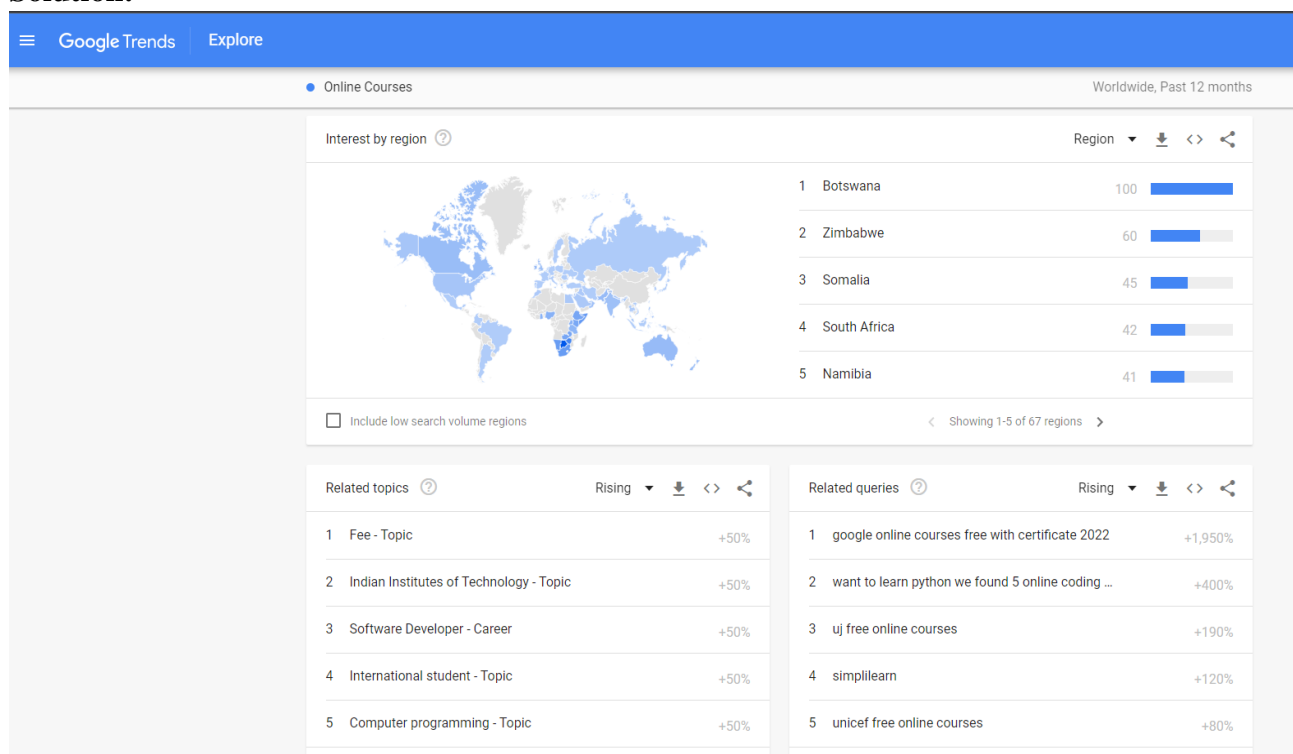 Google Trends Explore
Online Courses Worldwide, Past 12 months
Interest by region Region
1 Botswana 100
2 Zimbabwe 60
3 Somalia 45
4 South Africa 42
5 Namibia 41
Include low search volume regions Showing 1-5 of 67 regions
Related topics Rising
1 Fee - Topic +50%
2 Indian Institutes of Technology - Topic +50%
3 Software Developer - Career +50%
4 International student - Topic +50%
5 Computer programming - Topic +50%
Related queries Rising
1 google online courses free with certificate 2022 +1,950%
2 want to learn python we found 5 online coding ... +400%
3 uj free online courses +190%
4 simplilearn +120%
5 unicef free online courses +80%